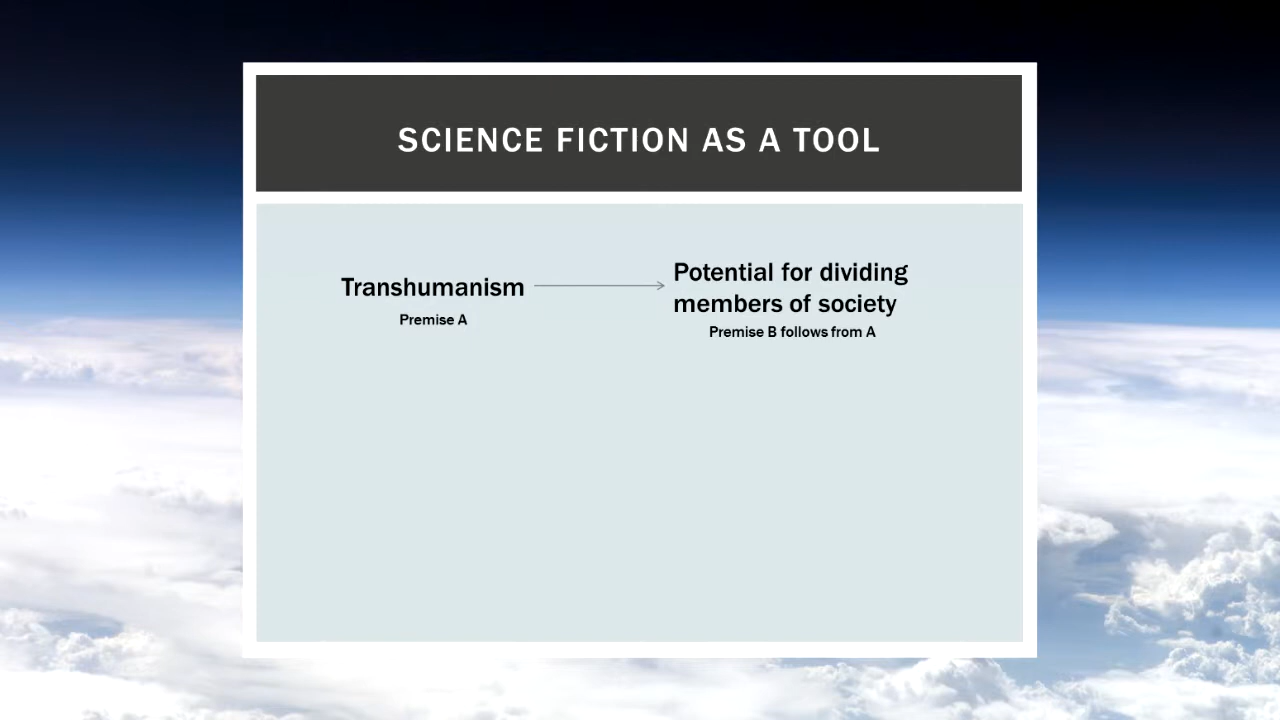 SCIENCE FICTION AS A TOOL
Transhumanism
Premise A
Potential for dividing
members of society
Premise B follows from A